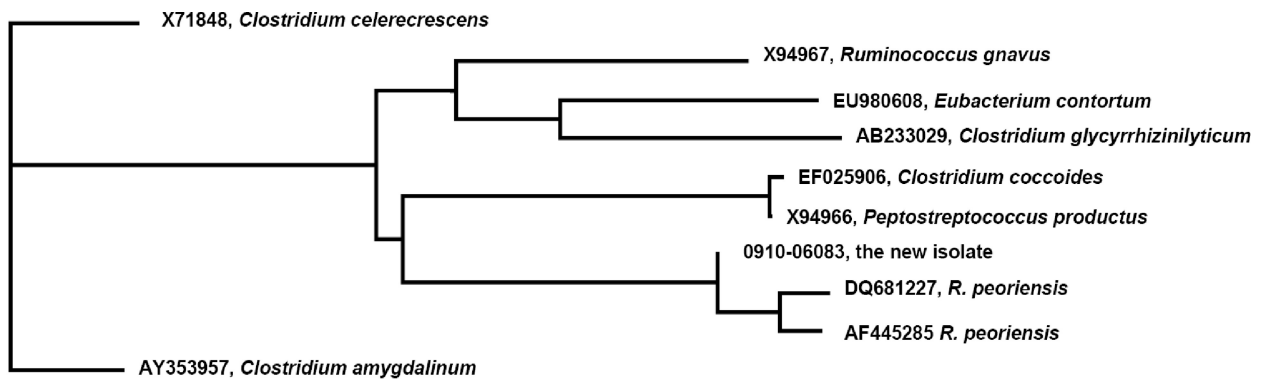 X71848, Clostridium celerecrescens
X94967, Ruminococcus gnavus
EU980608, Eubacterium contortum
AB233029, Clostridium glycyrrhizinilyticum
EF025906, Clostridium coccoides
X94966, Peptostreptococcus productus
0910-06083, the new isolate
DQ681227, R. peoriensis
AF445285 R. peoriensis
AY353957, Clostridium amygdalinum